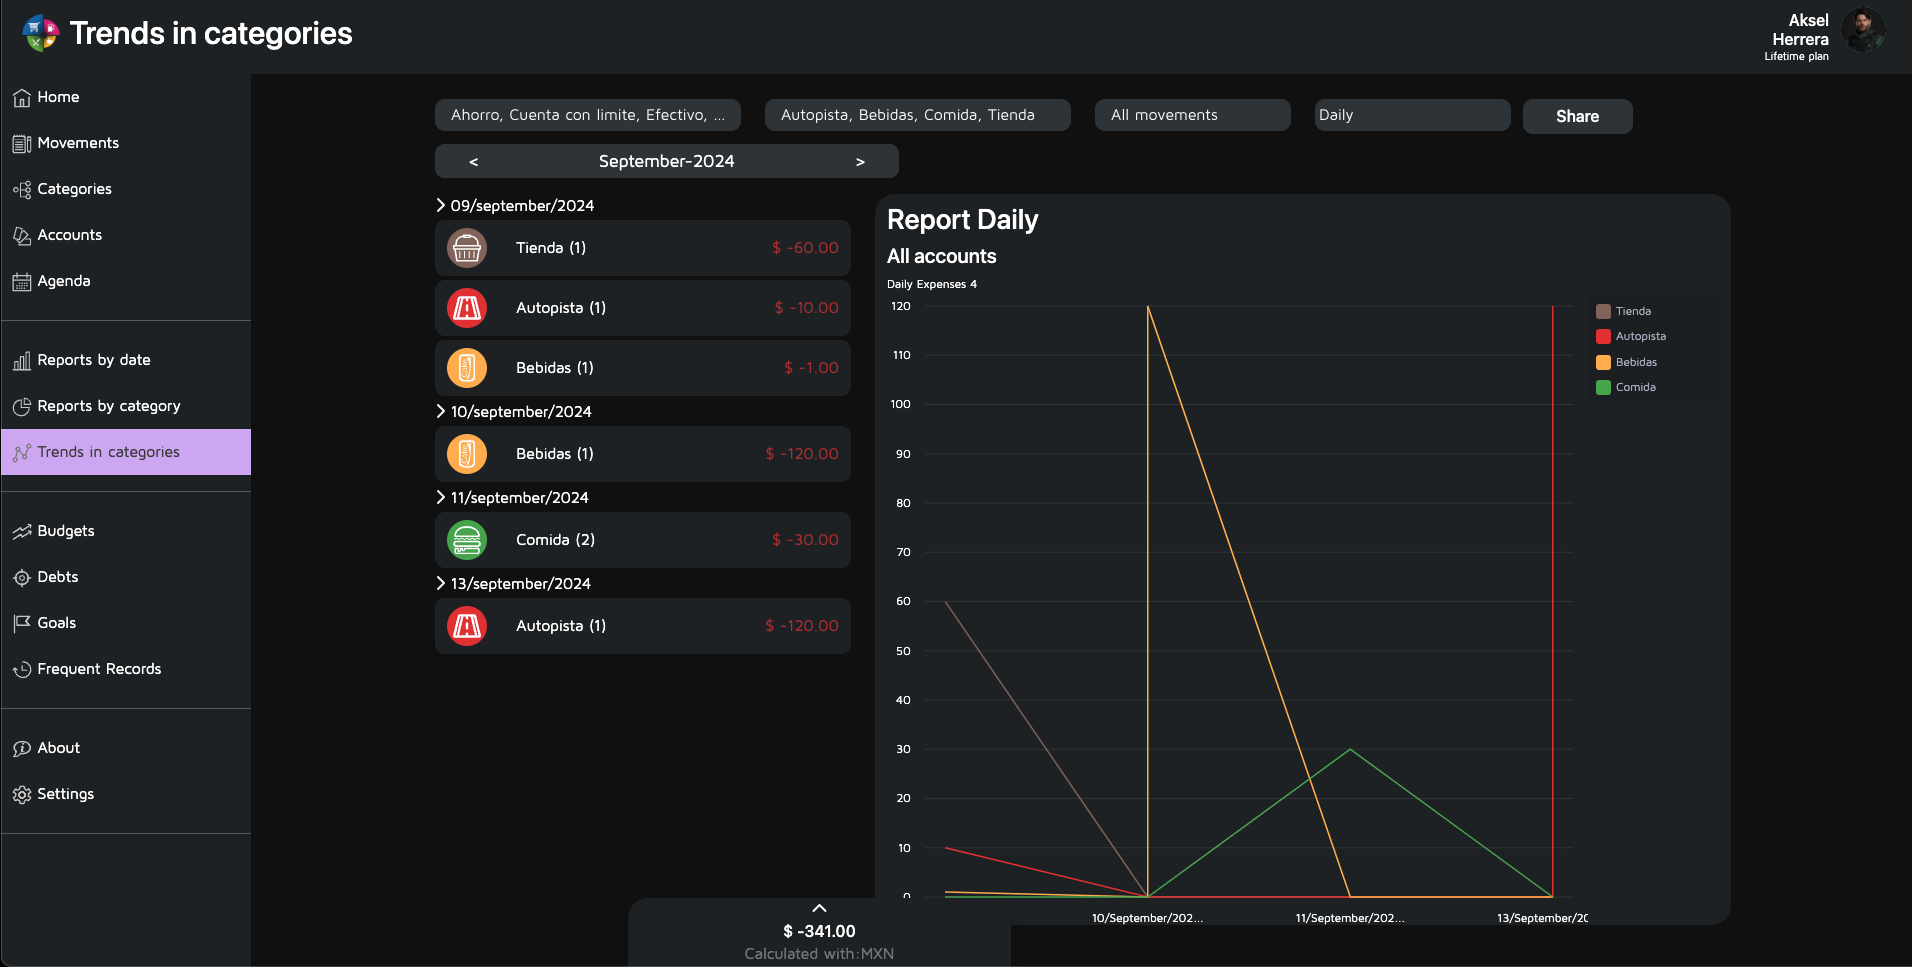 Trends in categories
Aksel
Herrera
Lifetime plan
Home
Movements
Categories
Accounts
Agenda
Reports by date
Reports by category
Trends in categories
Budgets
Debts
Goals
Frequent Records
About
Settings
Ahorro, Cuenta con limite, Efectivo, ...
Autopista, Bebidas, Comida, Tienda
All movements
Daily
Share
< September-2024 >
09/september/2024
Tienda (1) $ -60.00
Autopista (1) $ -10.00
Bebidas (1) $ -1.00
10/september/2024
Bebidas (1) $ -120.00
11/september/2024
Comida (2) $ -30.00
13/september/2024
Autopista (1) $ -120.00
Report Daily
All accounts
Daily Expenses 4
120
110
100
90
80
70
60
50
40
30
20
10
0
10/September/202...
11/September/202...
13/September/20
Tienda
Autopista
Bebidas
Comida
$ -341.00
Calculated with:MXN